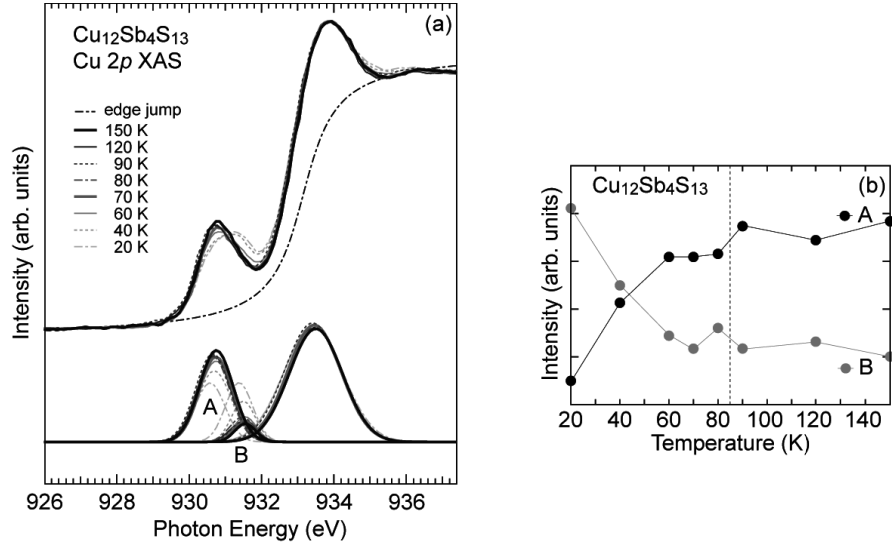 (a)
Cu12Sb4S13
Cu 2p XAS
edge jump
150 K
120 K
90 K
80 K
70 K
60 K
40 K
20 K
Intensity (arb. units)
A
B
926 928 930 932 934 936
Photon Energy (eV)
(b)
Cu12Sb4S13
A
B
Intensity (arb. units)
20 40 60 80 100 120 140
Temperature (K)